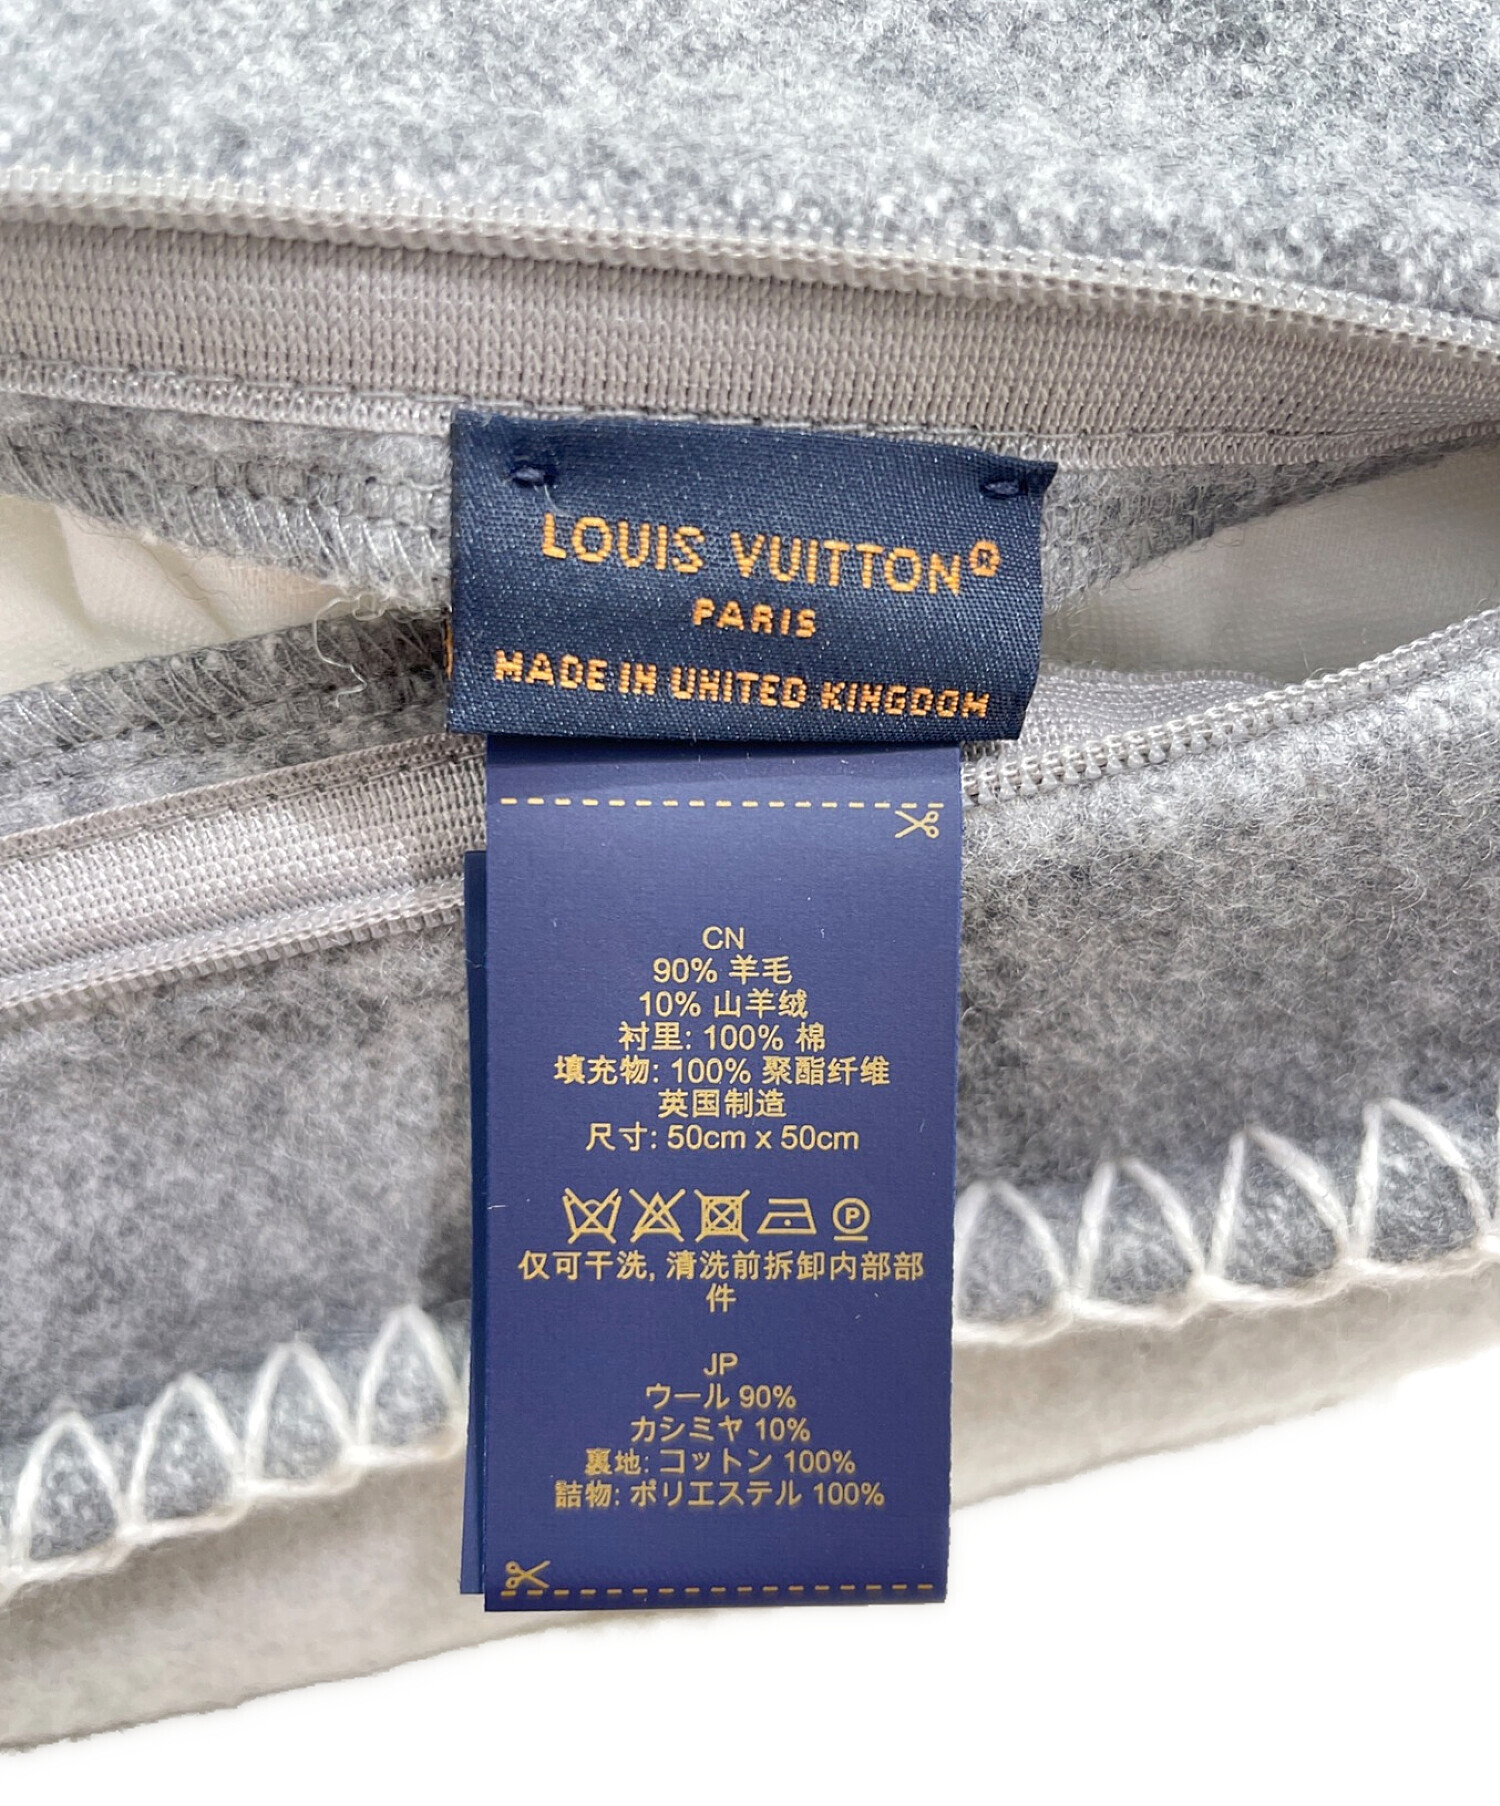 LOUIS VUITTON®
PARIS
MADE IN UNITED KINGDOM
CN
90% 羊毛
10% 山羊绒
衬里: 100% 棉
填充物: 100% 聚酯纤维
英国制造
尺寸: 50cm x 50cm
P
仅可干洗, 清洗前拆卸内部部
件
JP
ウール 90%
カシミヤ 10%
裏地: コットン 100%
詰物: ポリエステル 100%